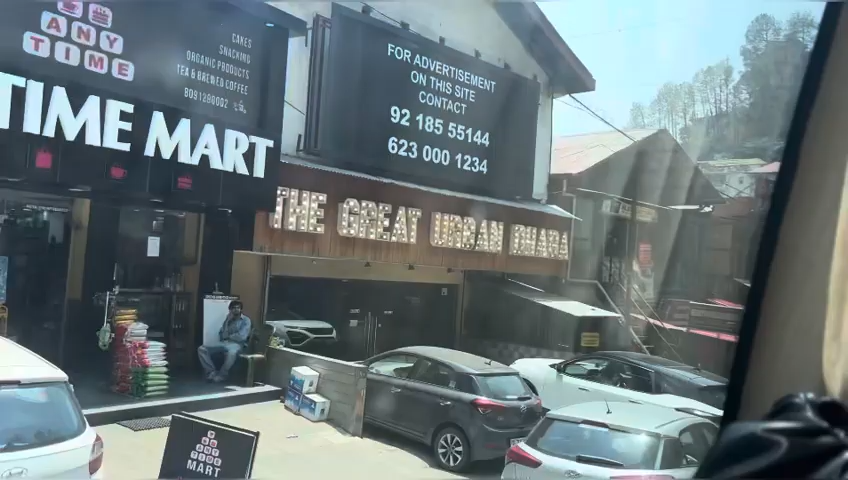 ANY
TIME
CAKES
SNACKING
ORGANIC PRODUCTS
TEA & BREWED COFFEE
TIME MART
FOR ADVERTISEMENT
ON THIS SITE
CONTACT
92 185 55144
623 000 1234
THE GREAT URBAN DHABA
ANY
TIME
MART